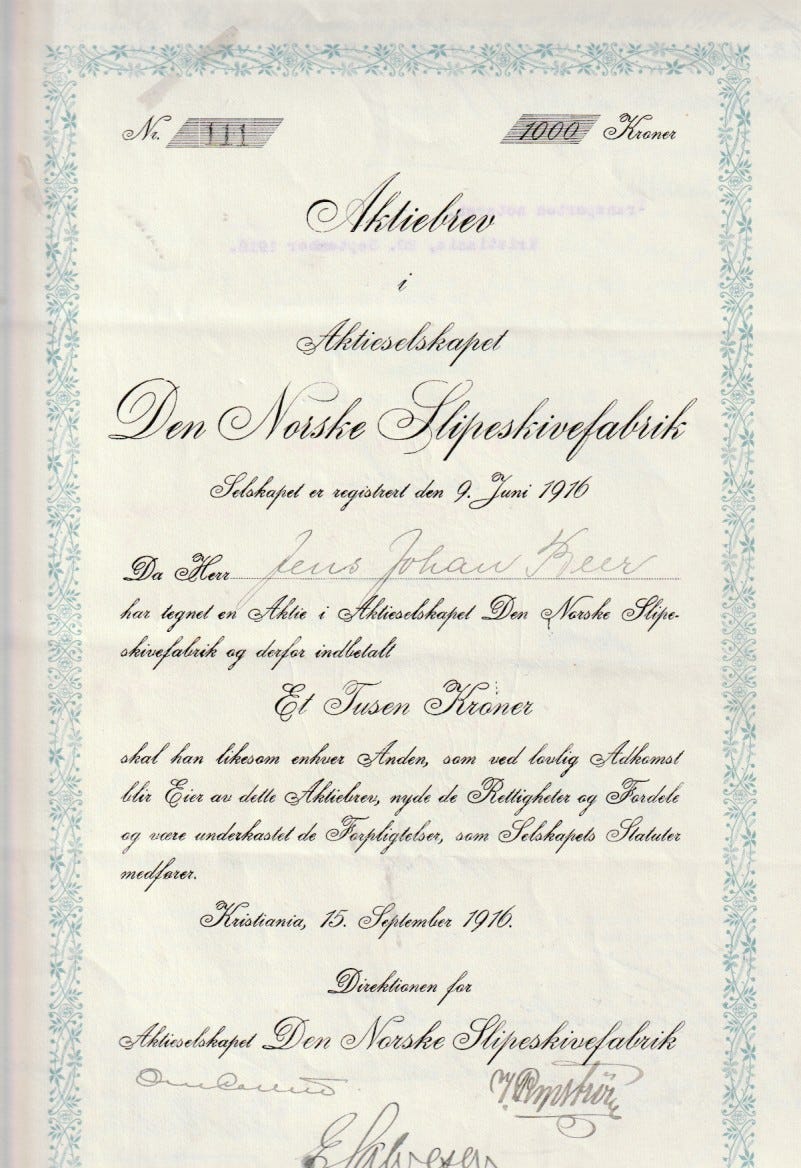 Nr. 111 1000 Kroner
Aktiebrev
i
Aktieselskapet
Den Norske Slipeskivefabrik
Selskapet er registrert den 9. Juni 1916
Da Herr Jens Johan
har tegnet en Aktie i Aktieselskapet Den Norske Slipe-
skivefabrik og derfor indbetalt
Et Tusen Kroner
skal han likesom enhver Anden, som ved lovlig Adkomst
blir Eier av dette Aktiebrev, nyde de Rettigheter og Fordele
og være underkastet de Forpligtelser, som Selskapets Statuter
medfører.
Kristiania, 15. September 1916.
Direktionen for
Aktieselskapet Den Norske Slipeskivefabrik
E Salvesen